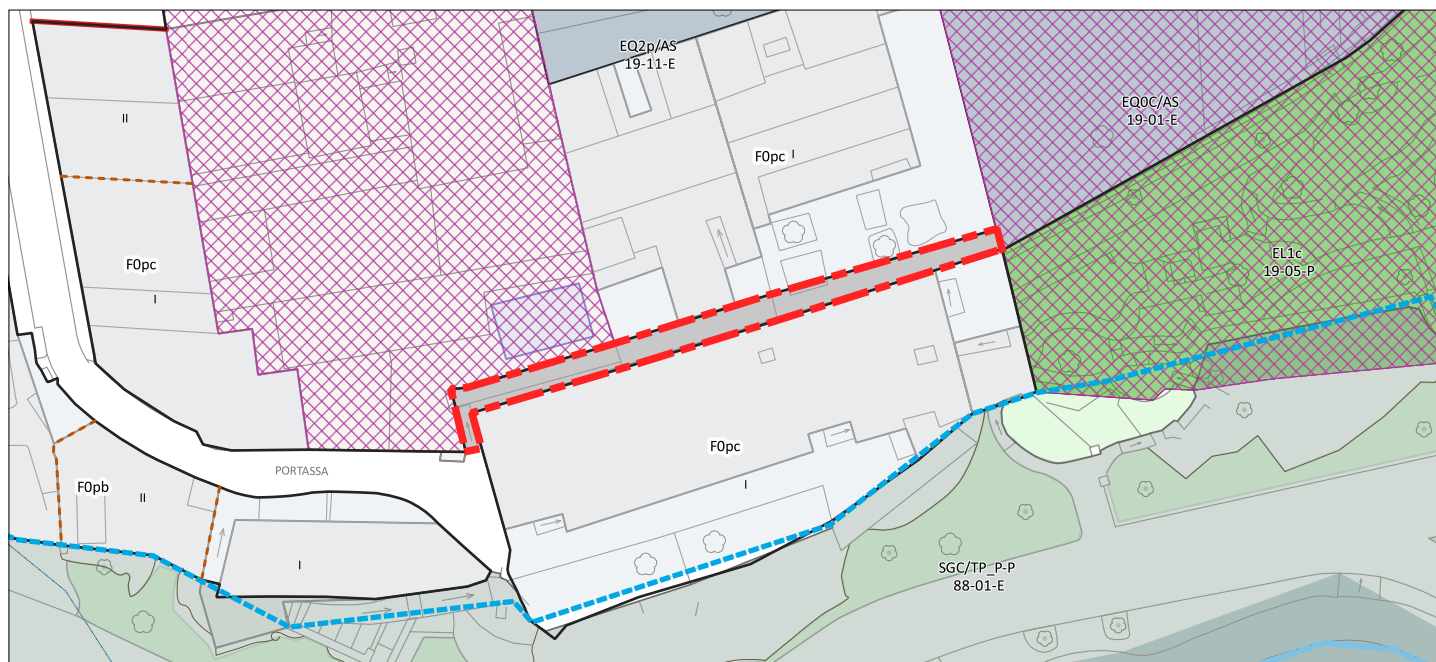 EQ2p/AS
19-11-E
EQ0C/AS
19-01-E
II
F0pc I
F0pc
EL1c
19-05-P
I
F0pc
PORTASSA
I
F0pb
II
I
SGC/TP_P-P
88-01-E